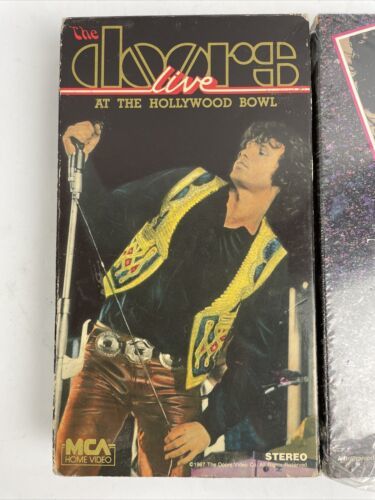 The
doors
live
AT THE HOLLYWOOD BOWL
MCA
HOME VIDEO
STEREO
©1987 The Doors Video Co. All Rights Reserved